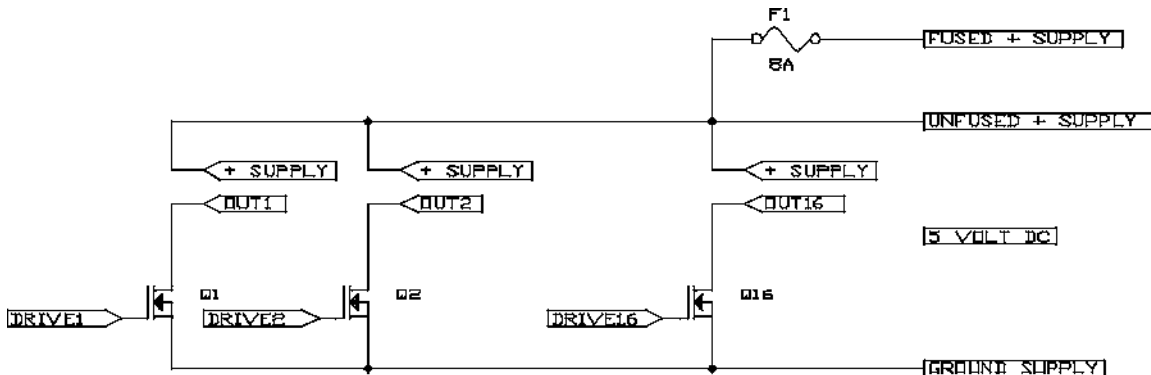 F1
FUSED + SUPPLY
8A
UNFUSED + SUPPLY
+ SUPPLY
+ SUPPLY
+ SUPPLY
OUT1
OUT2
OUT16
5 VOLT DC
Q1
Q2
Q16
DRIVE1
DRIVE2
DRIVE16
GROUND SUPPLY